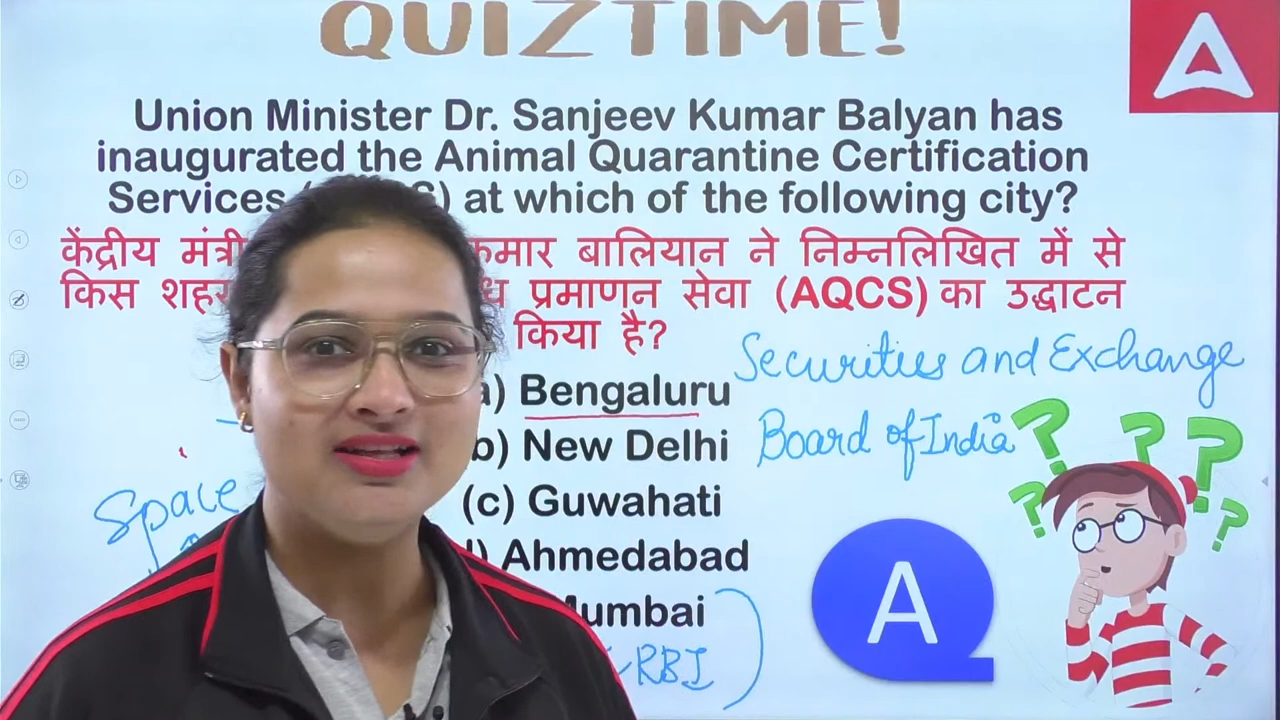 QUIZTIME!
Union Minister Dr. Sanjeev Kumar Balyan has
inaugurated the Animal Quarantine Certification
Services S) at which of the following city?
केंद्रीय मंत्री कुमार बालियान ने निम्नलिखित में से
किस शहर प्रमाणन सेवा (AQCS) का उद्घाटन
किया है?
Securities and Exchange
a) Bengaluru
Board of India
b) New Delhi
Space
(c) Guwahati
d) Ahmedabad
A
Mumbai
RBI